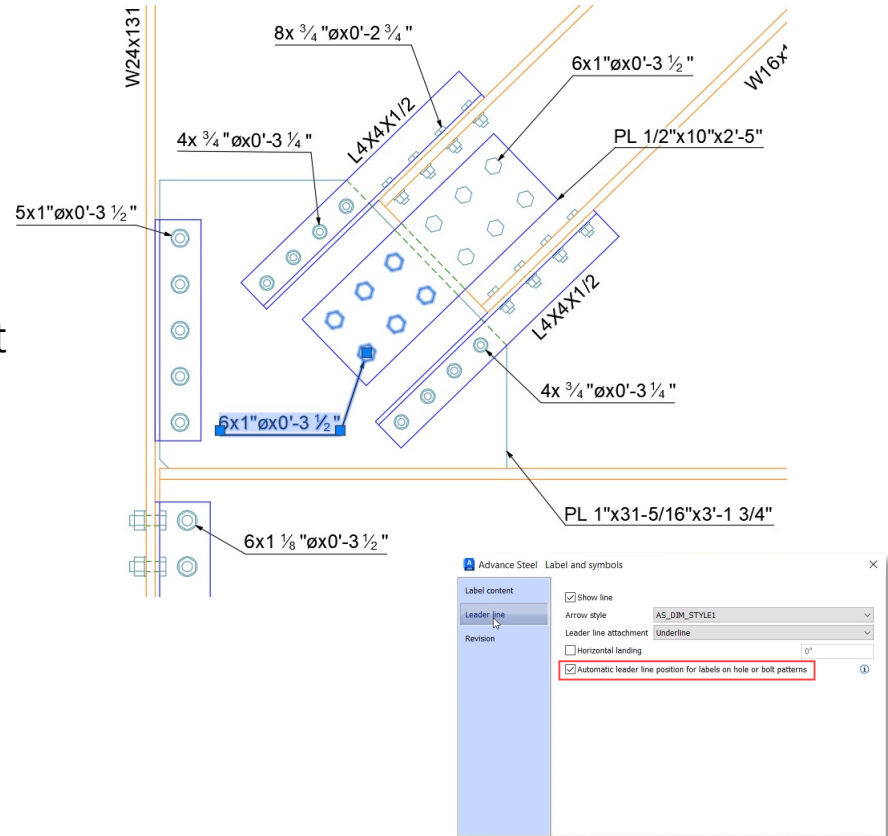 W24x131
8x ¾"øx0'-2 ¾"
6x1"øx0'-3 ½"
W16x
4x ¾"øx0'-3 ¼"
L4X4X1/2
PL 1/2"x10"x2'-5"
5x1"øx0'-3 ½"
L4X4X1/2
t
4x ¾"øx0'-3 ¼"
6x1"øx0'-3 ½"
PL 1"x31-5/16"x3'-1 3/4"
6x1 ⅛"øx0'-3 ½"
A Advance Steel Label and symbols
Label content
Leader line
Revision
Show line
Arrow style AS_DIM_STYLE1
Leader line attachment Underline
Horizontal landing 0"
Automatic leader line position for labels on hole or bolt patterns